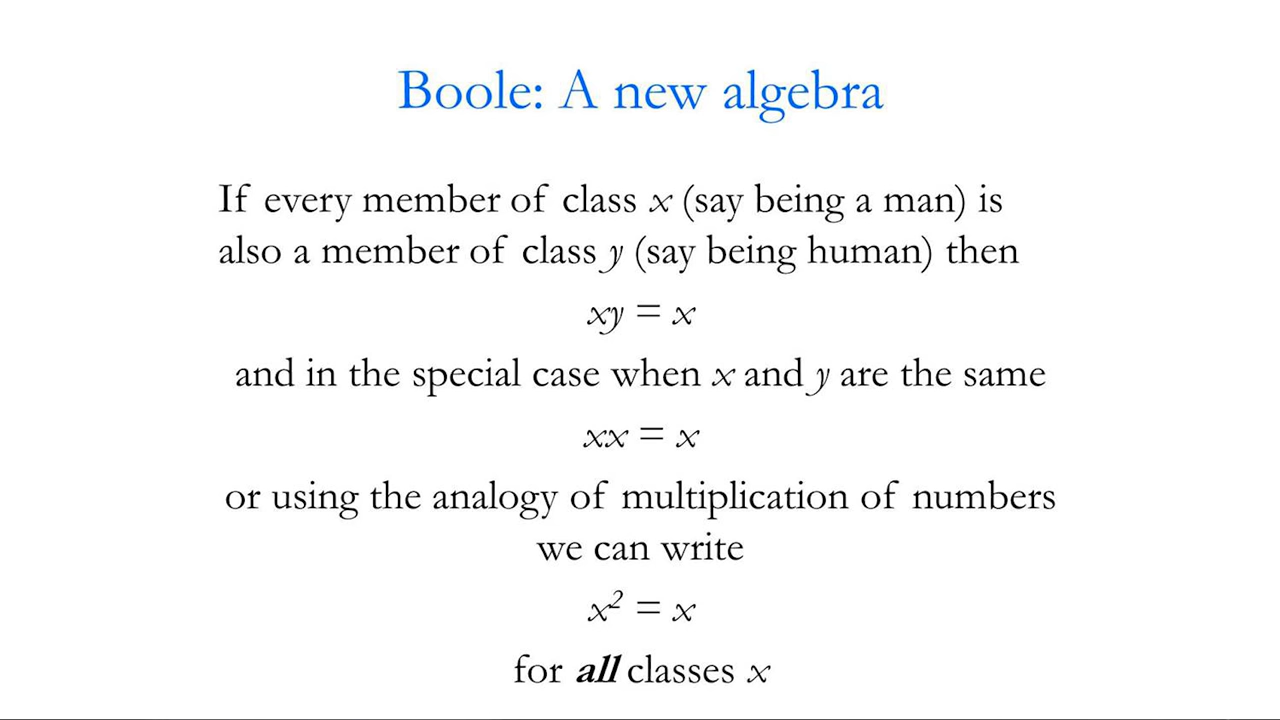 Boole: A new algebra
If every member of class x (say being a man) is
also a member of class y (say being human) then
xy = x
and in the special case when x and y are the same
xx = x
or using the analogy of multiplication of numbers
we can write
x² = x
for all classes x